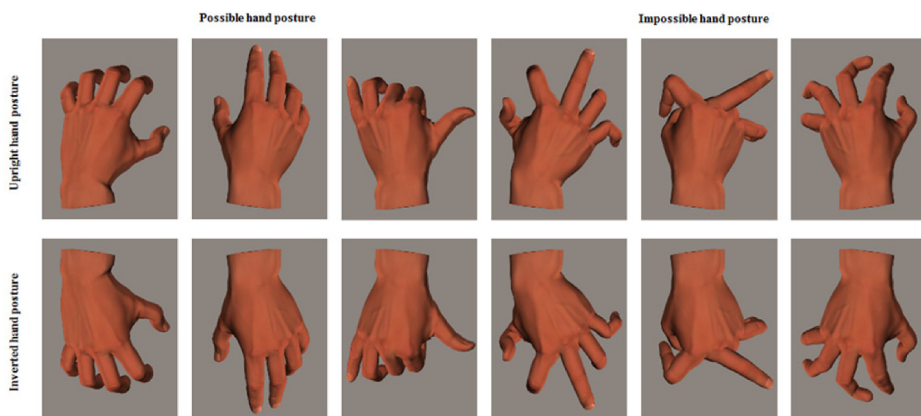 Possible hand posture
Impossible hand posture
Upright hand posture
Inverted hand posture